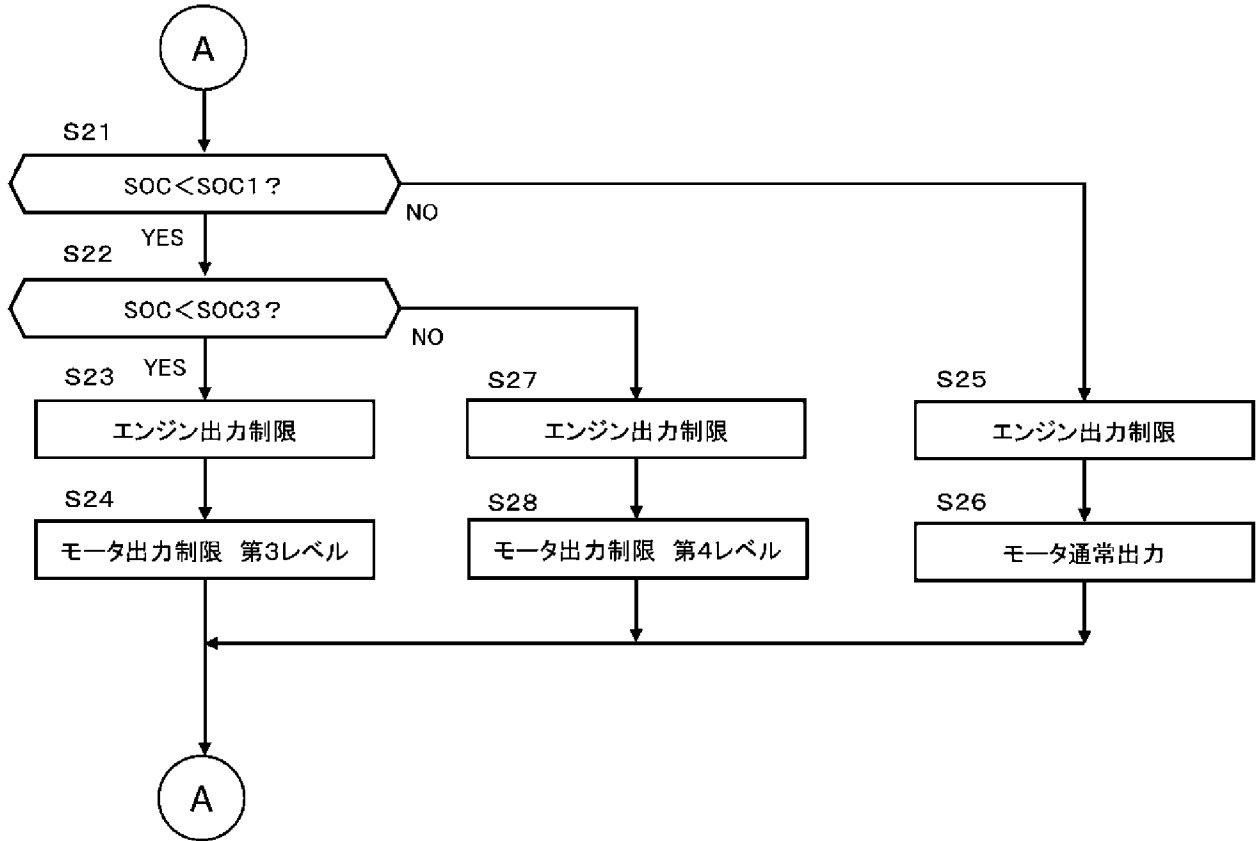 A
S21
SOC<SOC1?
NO
YES
S22
SOC<SOC3?
NO
YES
S23
エンジン出力制限
S27
エンジン出力制限
S25
エンジン出力制限
S24
モータ出力制限 第3レベル
S28
モータ出力制限 第4レベル
S26
モータ通常出力
A